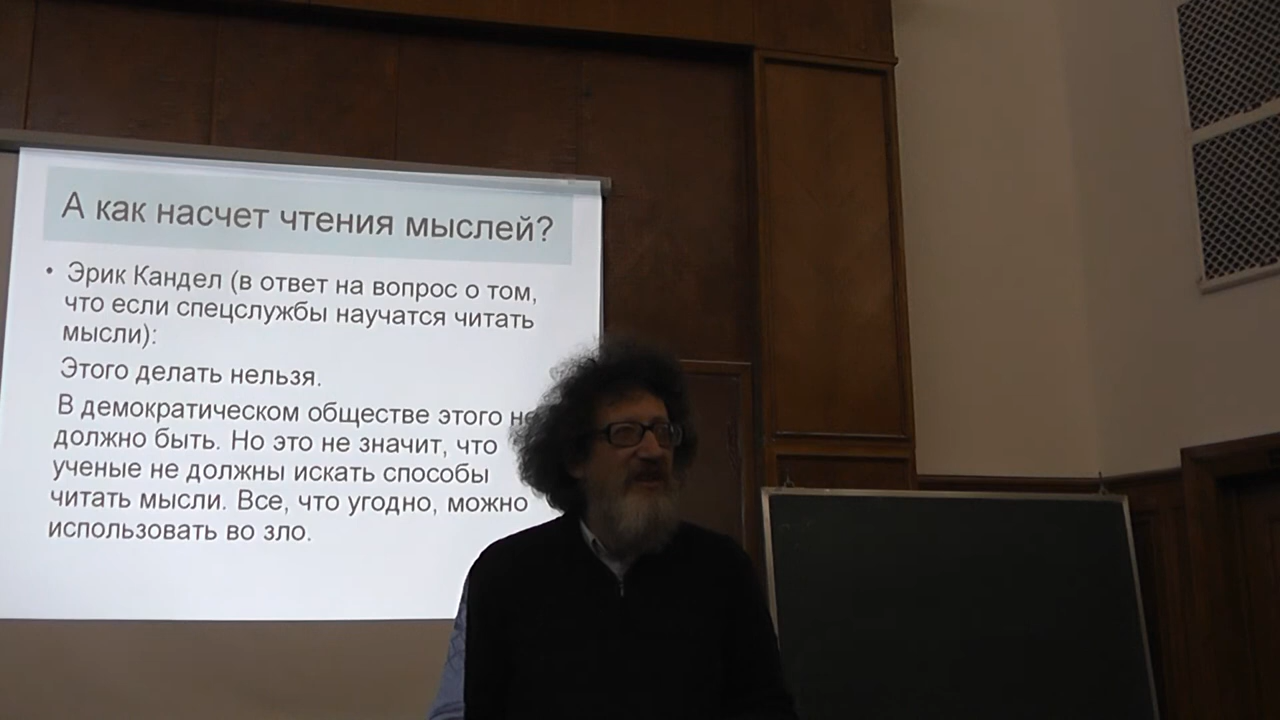 А как насчет чтения мыслей?
• Эрик Кандел (в ответ на вопрос о том,
что если спецслужбы научатся читать
мысли):
Этого делать нельзя.
В демократическом обществе этого не
должно быть. Но это не значит, что
ученые не должны искать способы
читать мысли. Все, что угодно, можно
использовать во зло.